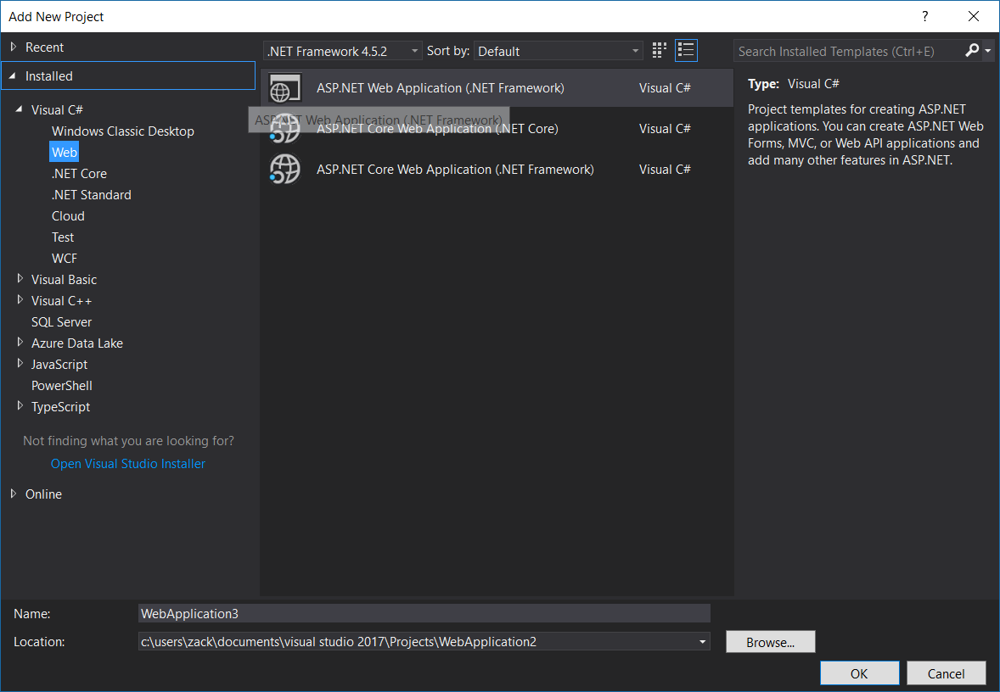 Add New Project
?
Recent
Installed
Visual C#
Windows Classic Desktop
Web
.NET Core
.NET Standard
Cloud
Test
WCF
Visual Basic
Visual C++
SQL Server
Azure Data Lake
JavaScript
PowerShell
TypeScript
Not finding what you are looking for?
Open Visual Studio Installer
Online
.NET Framework 4.5.2 Sort by: Default
ASP.NET Web Application (.NET Framework) Visual C#
ASP.NET Web Application (.NET Framework)
ASP.NET Core Web Application (.NET Core) Visual C#
ASP.NET Core Web Application (.NET Framework) Visual C#
Search Installed Templates (Ctrl+E)
Type: Visual C#
Project templates for creating ASP.NET
applications. You can create ASP.NET Web
Forms, MVC, or Web API applications and
add many other features in ASP.NET.
Name: WebApplication3
Location: c:\users\zack\documents\visual studio 2017\Projects\WebApplication2
Browse...
OK Cancel